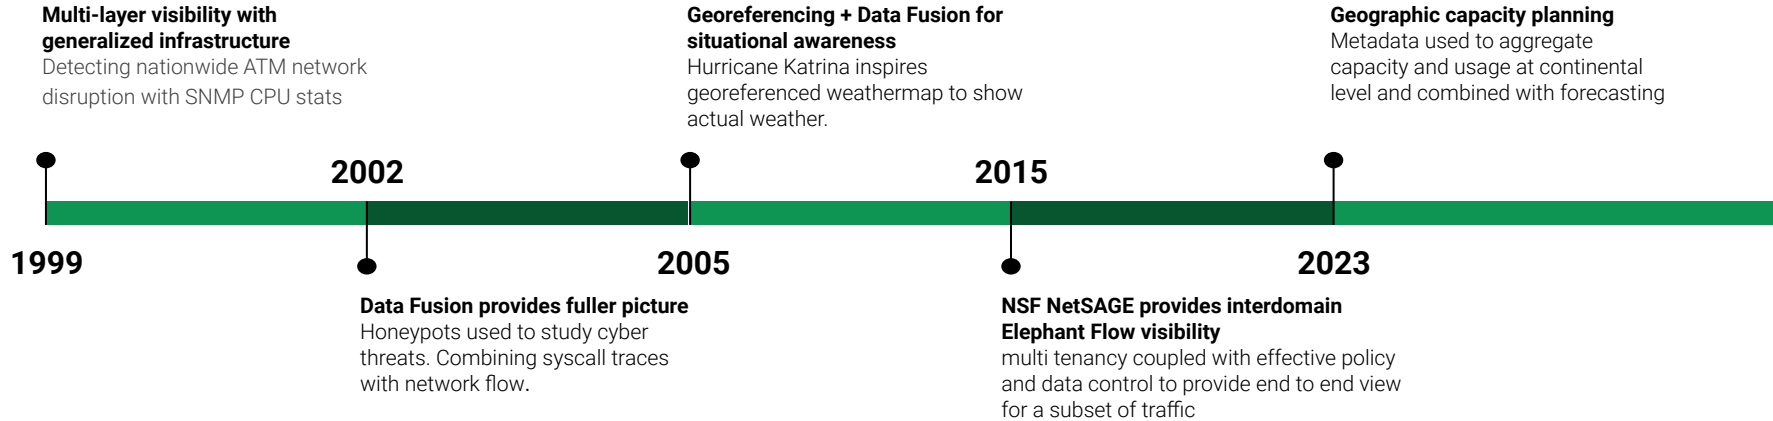 Multi-layer visibility with
generalized infrastructure
Detecting nationwide ATM network
disruption with SNMP CPU stats
1999
2002
Data Fusion provides fuller picture
Honeypots used to study cyber
threats. Combining syscall traces
with network flow.
Georeferencing + Data Fusion for
situational awareness
Hurricane Katrina inspires
georeferenced weathermap to show
actual weather.
2005
2015
NSF NetSAGE provides interdomain
Elephant Flow visibility
multi tenancy coupled with effective policy
and data control to provide end to end view
for a subset of traffic
Geographic capacity planning
Metadata used to aggregate
capacity and usage at continental
level and combined with forecasting
2023